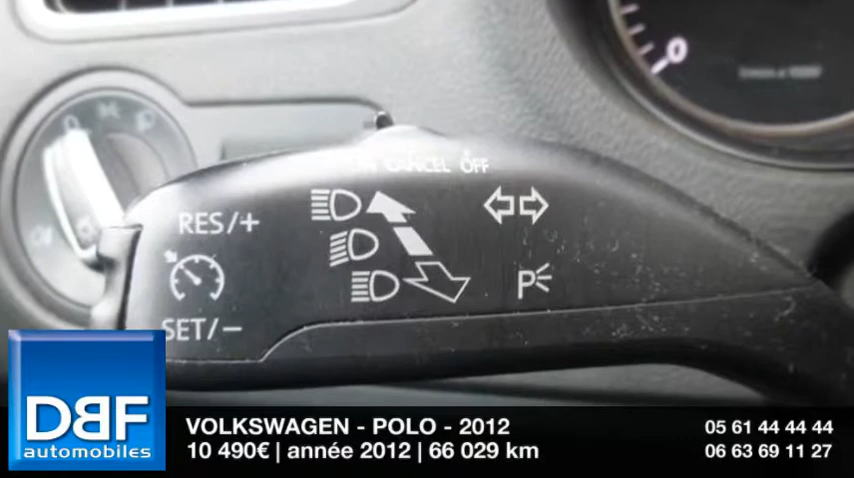 0
CANCEL OFF
RES/+
P
SET/−
DBF
automobiles
VOLKSWAGEN - POLO - 2012
10 490€ | année 2012 | 66 029 km
05 61 44 44 44
06 63 69 11 27